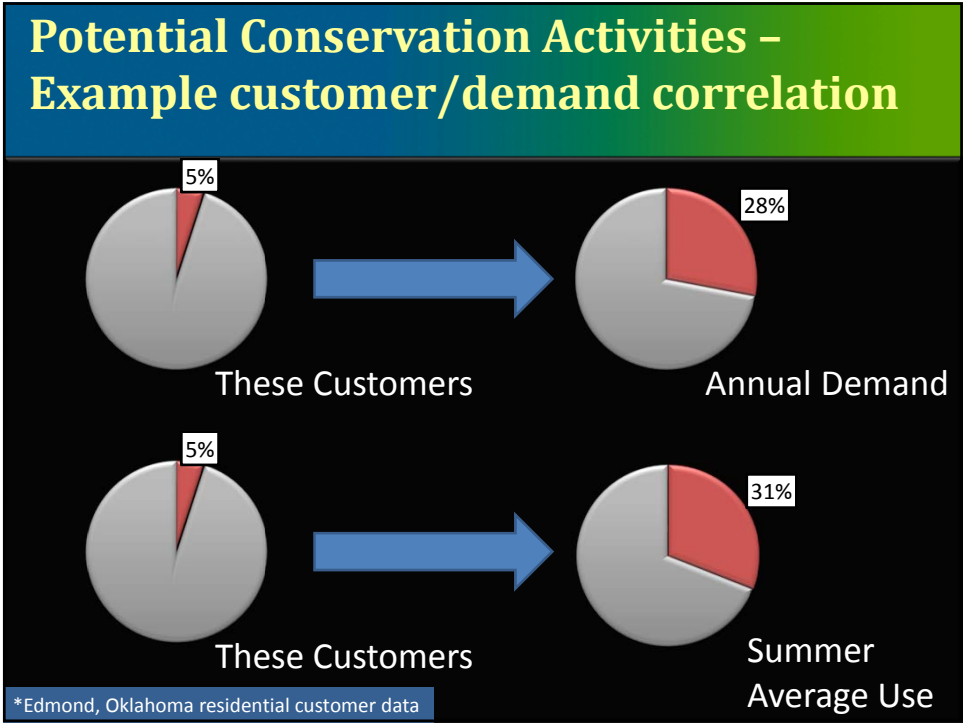 Potential Conservation Activities –
Example customer/demand correlation
5%
28%
These Customers
Annual Demand
5%
31%
These Customers
Summer
Average Use
*Edmond, Oklahoma residential customer data